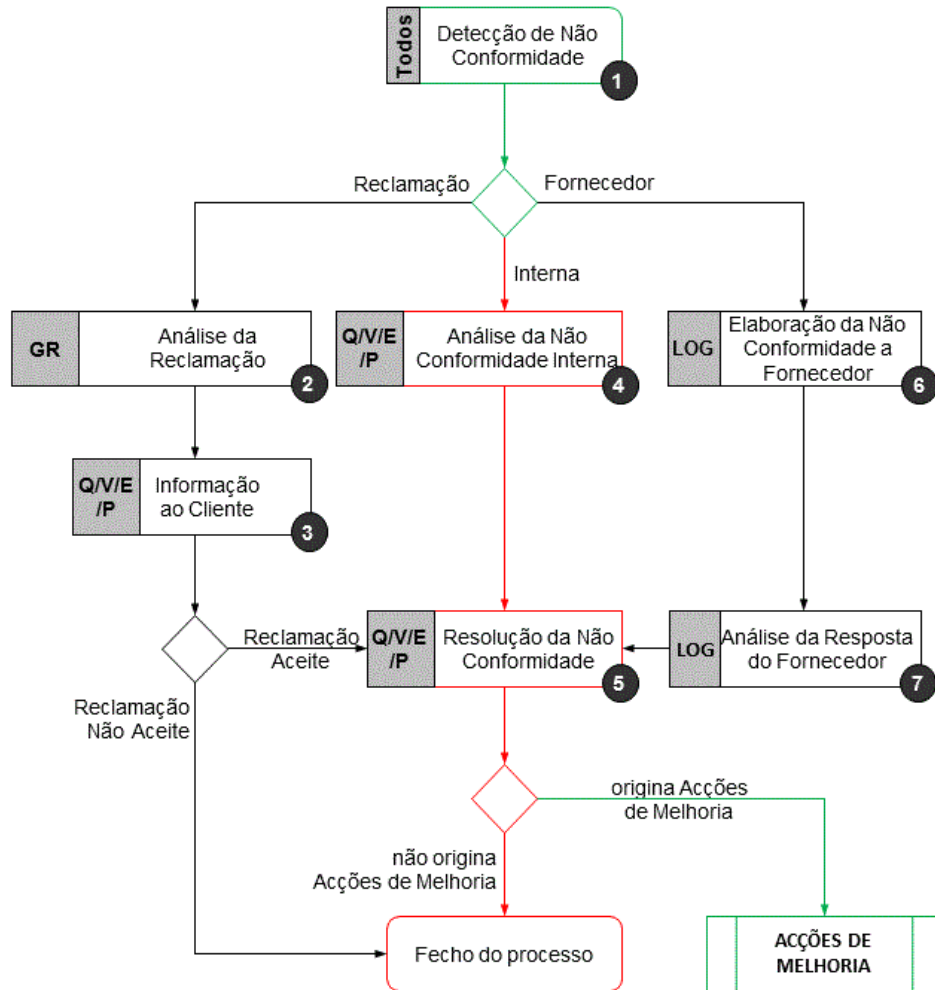 Todos
Detecção de Não
Conformidade
1
Reclamação
Fornecedor
Interna
GR
Análise da
Reclamação
2
Q/V/E
/P
Análise da Não
Conformidade Interna
4
LOG
Elaboração da Não
Conformidade a
Fornecedor
6
Q/V/E
/P
Informação
ao Cliente
3
Reclamação
Aceite
Q/V/E
/P
Resolução da Não
Conformidade
5
LOG
Análise da Resposta
do Fornecedor
7
Reclamação
Não Aceite
origina Acções
de Melhoria
não origina
Acções de Melhoria
Fecho do processo
ACÇÕES DE
MELHORIA